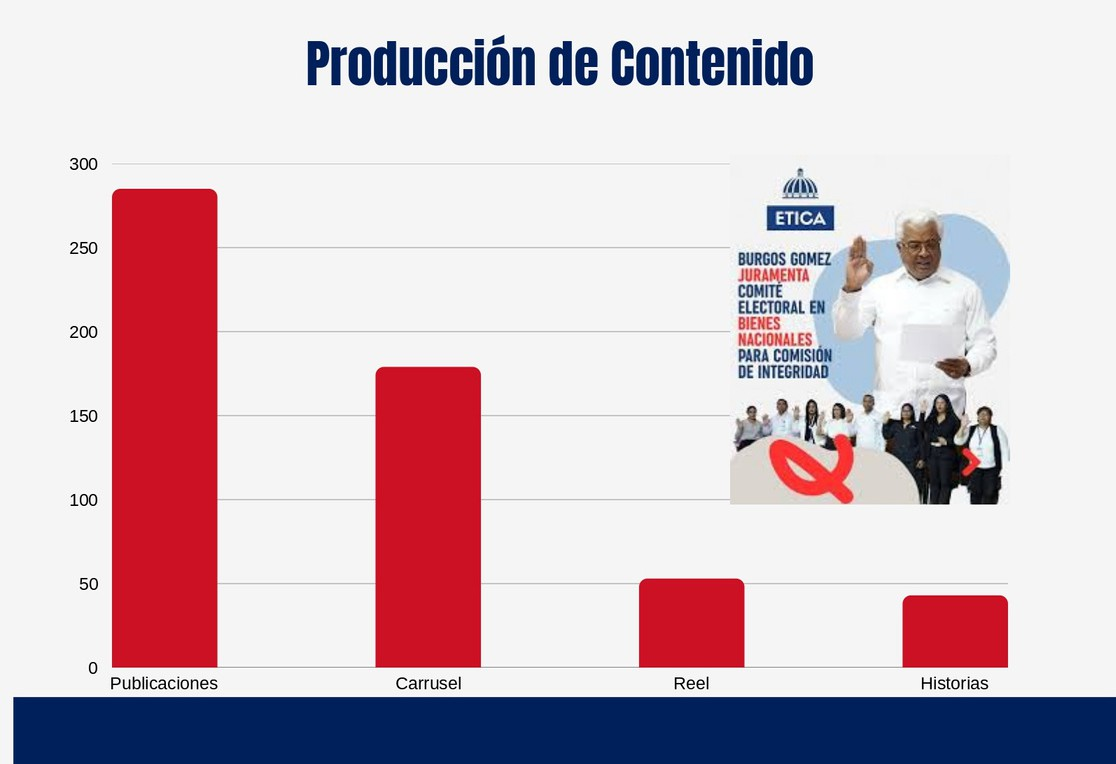 Producción de Contenido
300
250
200
150
100
50
0
Publicaciones
Carrusel
Reel
Historias
ETICA
BURGOS GOMEZ
JURAMENTA
COMITÉ
ELECTORAL EN
BIENES
NACIONALES
PARA COMISIÓN
DE INTEGRIDAD